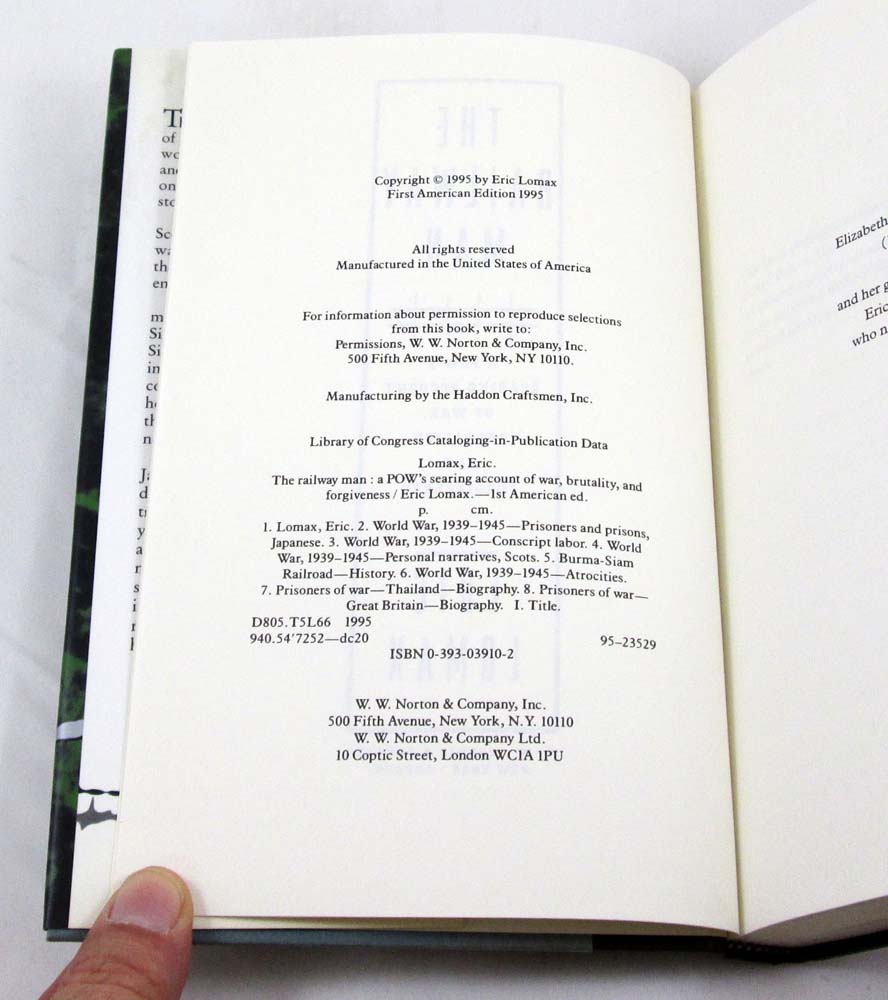 of
on
Sc
th
en
m
Si
Si
in
n
d
y
a
s
i
Copyright © 1995 by Eric Lomax
First American Edition 1995
All rights reserved
Manufactured in the United States of America
For information about permission to reproduce selections
from this book, write to:
Permissions, W. W. Norton & Company, Inc.
500 Fifth Avenue, New York, NY 10110.
Manufacturing by the Haddon Craftsmen, Inc.
Library of Congress Cataloging-in-Publication Data
Lomax, Eric.
The railway man : a POW's searing account of war, brutality, and
forgiveness / Eric Lomax.—1st American ed.
p. cm.
1. Lomax, Eric. 2. World War, 1939–1945—Prisoners and prisons,
Japanese. 3. World War, 1939–1945—Conscript labor. 4. World
War, 1939–1945—Personal narratives, Scots. 5. Burma-Siam
Railroad—History. 6. World War, 1939–1945—Atrocities.
7. Prisoners of war—Thailand—Biography. 8. Prisoners of war—
Great Britain—Biography. I. Title.
D805.T5L66 1995
940.54'7252—dc20 95–23529
ISBN 0-393-03910-2
W. W. Norton & Company, Inc.
500 Fifth Avenue, New York, N.Y. 10110
W. W. Norton & Company Ltd.
10 Coptic Street, London WC1A 1PU
Elizabeth
(
and her g
Eric
who n